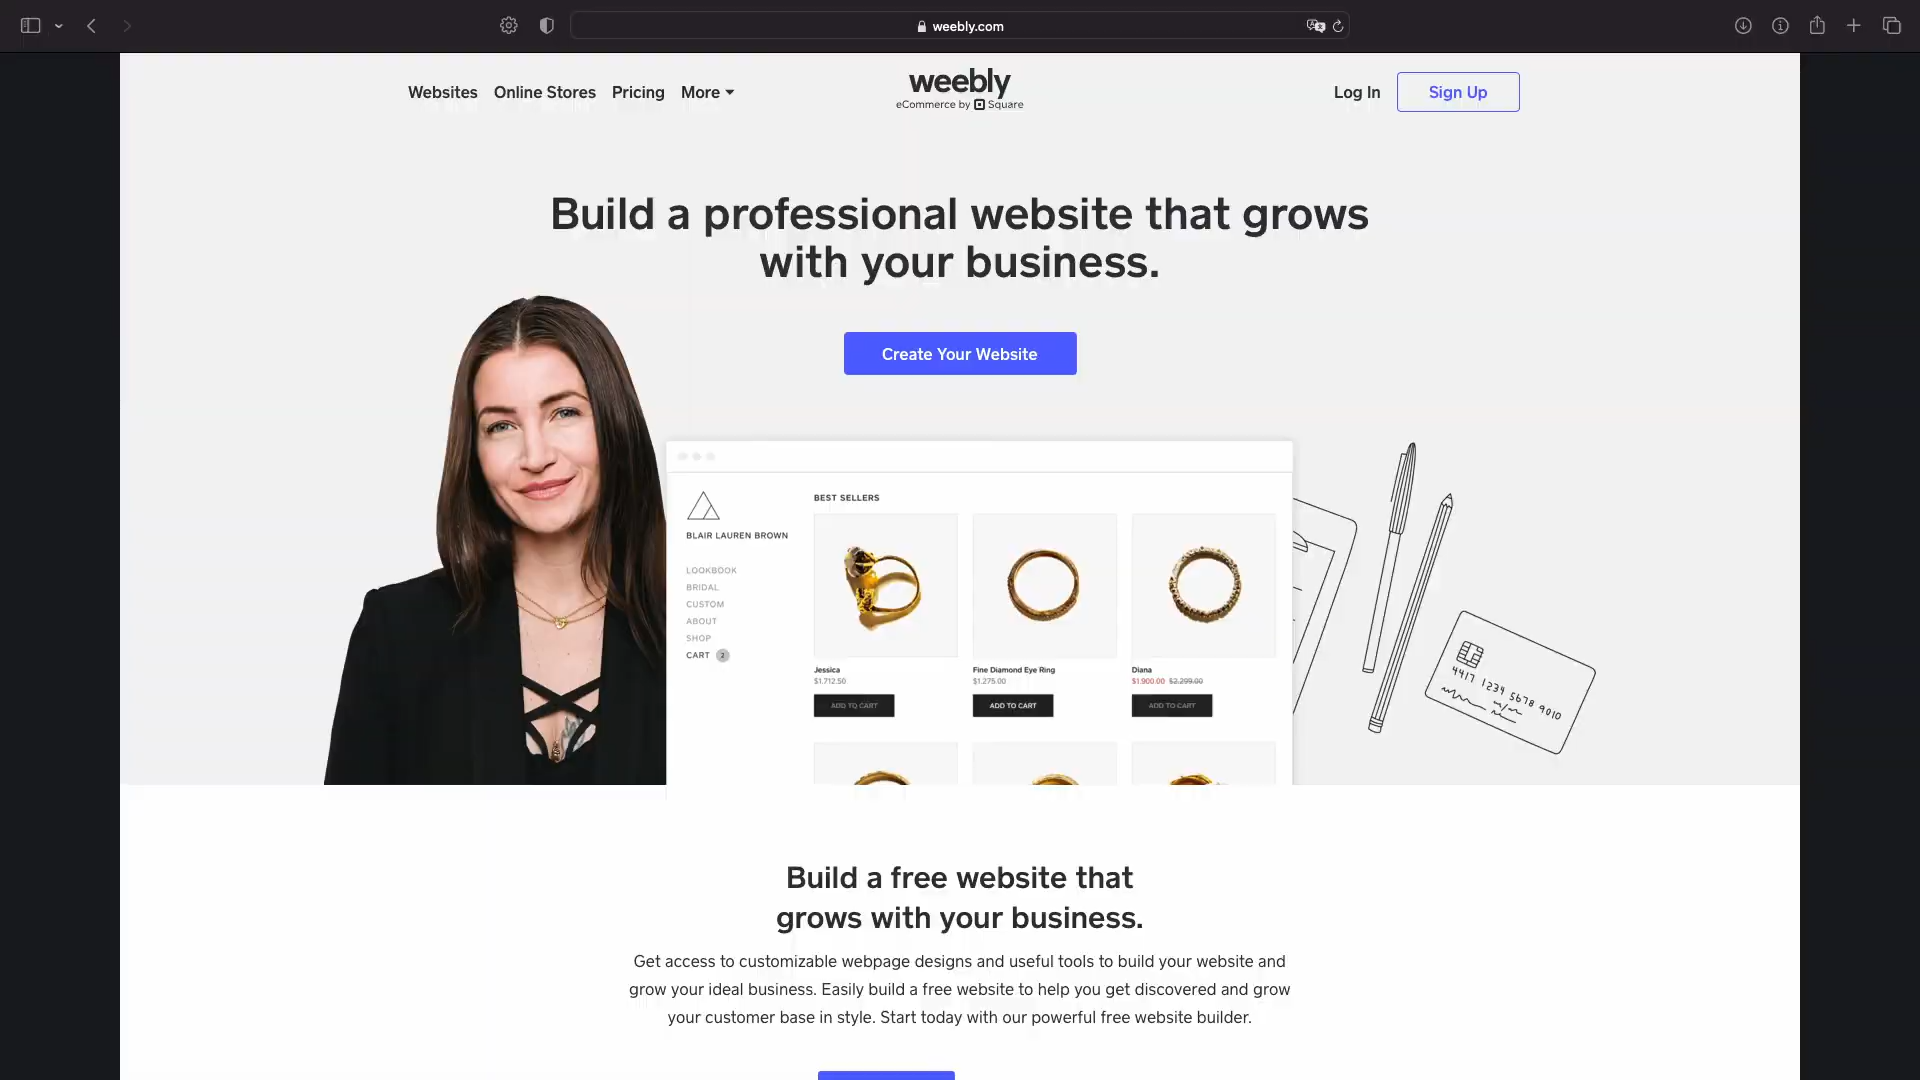 weebly.com
Websites Online Stores Pricing More
weebly
eCommerce by Square
Log In Sign Up
Build a professional website that grows
with your business.
Create Your Website
BLAIR LAUREN BROWN
LOOKBOOK
BRIDAL
CUSTOM
ABOUT
SHOP
CART 2
BEST SELLERS
Jessica
$1.712.50
ADD TO CART
Fine Diamond Eye Ring
$1.275.00
ADD TO CART
Diana
$1.900.00 $2.299.00
ADD TO CART
4417 1234 5678 9010
Build a free website that
grows with your business.
Get access to customizable webpage designs and useful tools to build your website and
grow your ideal business. Easily build a free website to help you get discovered and grow
your customer base in style. Start today with our powerful free website builder.